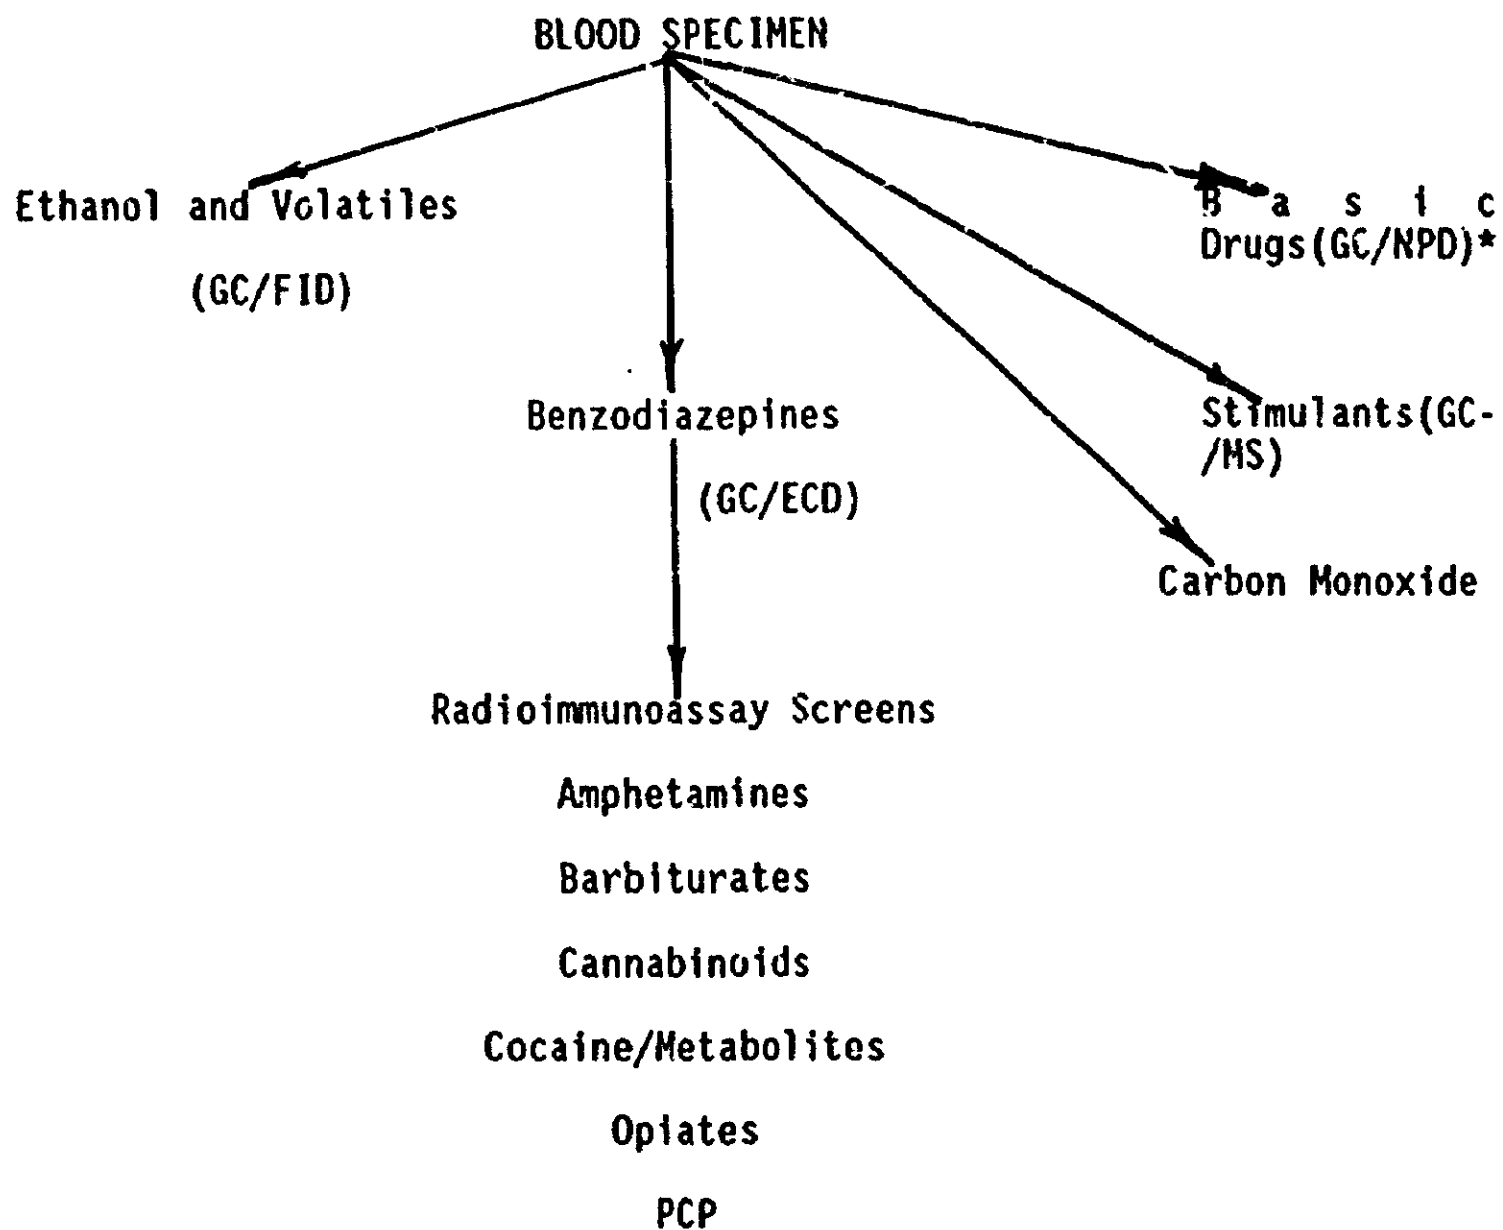 BLOOD SPECIMEN
Ethanol and Volatiles
(GC/FID)
B a s i c
Drugs(GC/NPD)*
Benzodiazepines
(GC/ECD)
Stimulants(GC-
/MS)
Carbon Monoxide
Radioimmunoassay Screens
Amphetamines
Barbiturates
Cannabinoids
Cocaine/Metabolites
Opiates
PCP